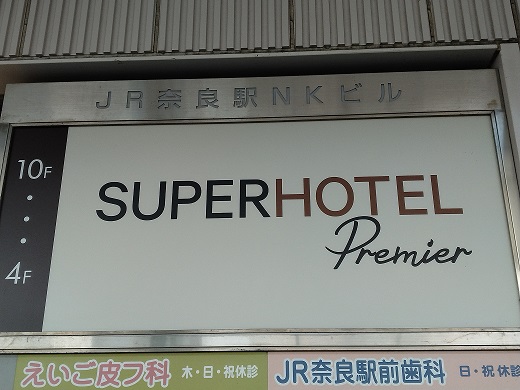 JR奈良駅NKビル
10F
・
・
・
4F
SUPERHOTEL
Premier
えいご皮フ科 木・日・祝休診
JR奈良駅前歯科 日・祝休診